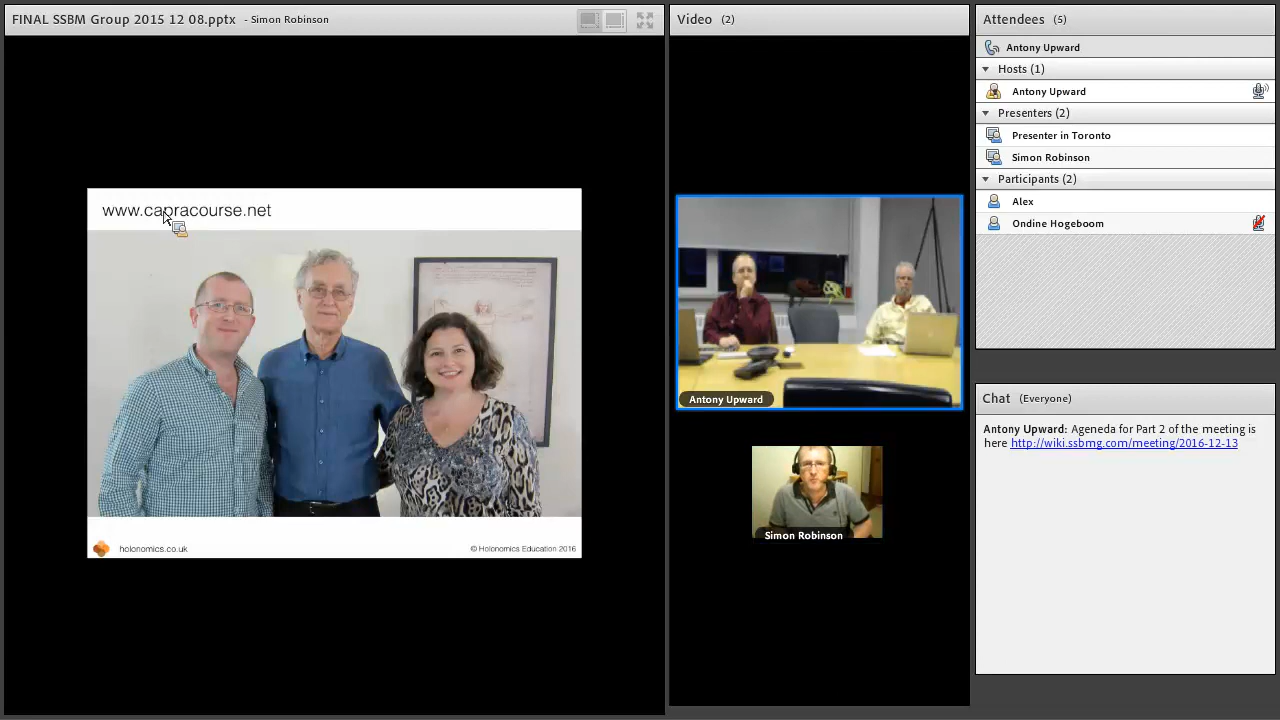 FINAL SSBM Group 2015 12 08.pptx - Simon Robinson
www.capracourse.net
holonomics.co.uk
© Holonomics Education 2016
Video (2)
Antony Upward
Simon Robinson
Attendees (5)
Antony Upward
Hosts (1)
Antony Upward
Presenters (2)
Presenter in Toronto
Simon Robinson
Participants (2)
Alex
Ondine Hogeboom
Chat (Everyone)
Antony Upward: Ageneda for Part 2 of the meeting is
here http://wiki.ssbmg.com/meeting/2016-12-13